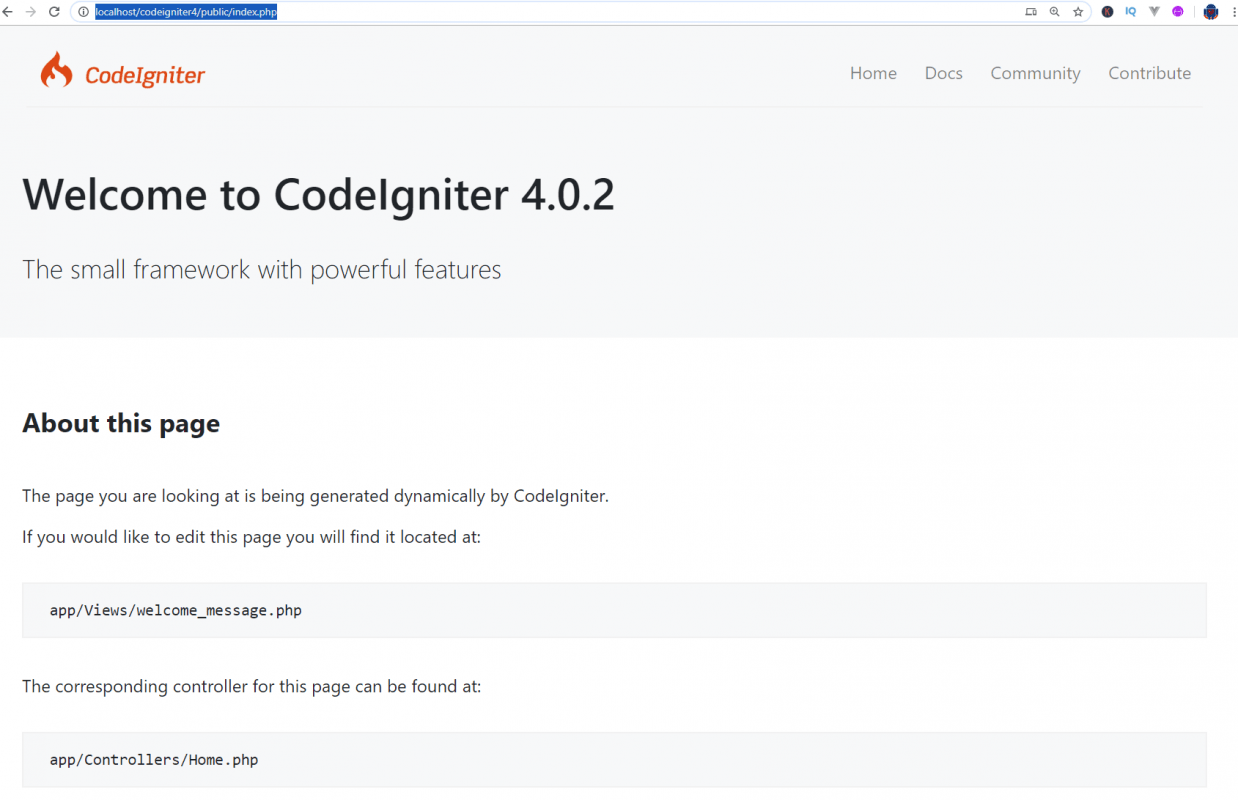 localhost/codeigniter4/public/index.php
IQ
CodeIgniter
Home Docs Community Contribute
Welcome to CodeIgniter 4.0.2
The small framework with powerful features
About this page
The page you are looking at is being generated dynamically by CodeIgniter.
If you would like to edit this page you will find it located at:
app/Views/welcome_message.php
The corresponding controller for this page can be found at:
app/Controllers/Home.php